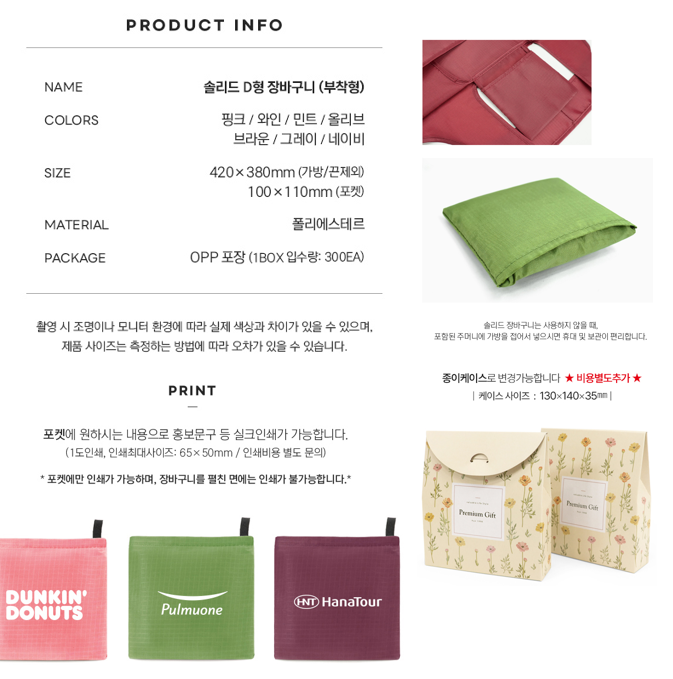 PRODUCT INFO
NAME
솔리드 D형 장바구니 (부착형)
COLORS
핑크 / 와인 / 민트 / 올리브
브라운 / 그레이 / 네이비
SIZE
420×380mm (가방/끈제외)
100×110mm (포켓)
MATERIAL
폴리에스테르
PACKAGE
OPP 포장 (1BOX 입수량: 300EA)
촬영 시 조명이나 모니터 환경에 따라 실제 색상과 차이가 있을 수 있으며,
제품 사이즈는 측정하는 방법에 따라 오차가 있을 수 있습니다.
PRINT
포켓에 원하시는 내용으로 홍보문구 등 실크인쇄가 가능합니다.
(1도인쇄, 인쇄최대사이즈: 65×50mm / 인쇄비용 별도 문의)
* 포켓에만 인쇄가 가능하며, 장바구니를 펼친 면에는 인쇄가 불가능합니다.*
DUNKIN'
DONUTS
Pulmuone
HNT HanaTour
솔리드 장바구니는 사용하지 않을 때,
포함된 주머니에 가방을 접어서 넣으시면 휴대 및 보관이 편리합니다.
종이케이스로 변경가능합니다 ★ 비용별도추가 ★
| 케이스 사이즈 : 130×140×35㎜ |
Premium Gift
Premium Gift